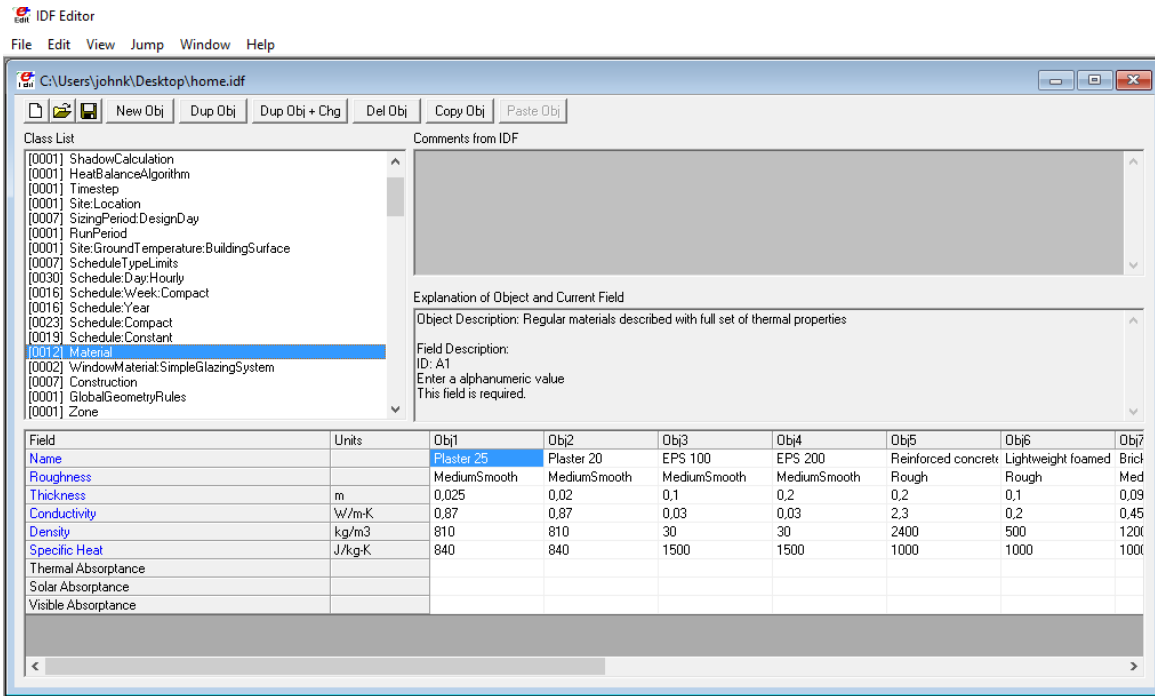 IDF Editor
File Edit View Jump Window Help
C:\Users\johnk\Desktop\home.idf
New Obj Dup Obj Dup Obj + Chg Del Obj Copy Obj Paste Obj
Class List
[0001] ShadowCalculation
[0001] HeatBalanceAlgorithm
[0001] Timestep
[0001] Site:Location
[0007] SizingPeriod:DesignDay
[0001] RunPeriod
[0001] Site:GroundTemperature:BuildingSurface
[0007] ScheduleTypeLimits
[0030] Schedule:Day:Hourly
[0016] Schedule:Week:Compact
[0016] Schedule:Year
[0023] Schedule:Compact
[0019] Schedule:Constant
[0012] Material
[0002] WindowMaterial:SimpleGlazingSystem
[0007] Construction
[0001] GlobalGeometryRules
[0001] Zone
Comments from IDF
Explanation of Object and Current Field
Object Description: Regular materials described with full set of thermal properties
Field Description:
ID: A1
Enter a alphanumeric value
This field is required.
Field Units Obj1 Obj2 Obj3 Obj4 Obj5 Obj6 Obj7
Name Plaster 25 Plaster 20 EPS 100 EPS 200 Reinforced concrete Lightweight foamed Brick
Roughness MediumSmooth MediumSmooth MediumSmooth MediumSmooth Rough Rough Med
Thickness m 0,025 0,02 0,1 0,2 0,2 0,1 0,09
Conductivity W/m-K 0,87 0,87 0,03 0,03 2,3 0,2 0,45
Density kg/m3 810 810 30 30 2400 500 1200
Specific Heat J/kg-K 840 840 1500 1500 1000 1000 1000
Thermal Absorptance
Solar Absorptance
Visible Absorptance